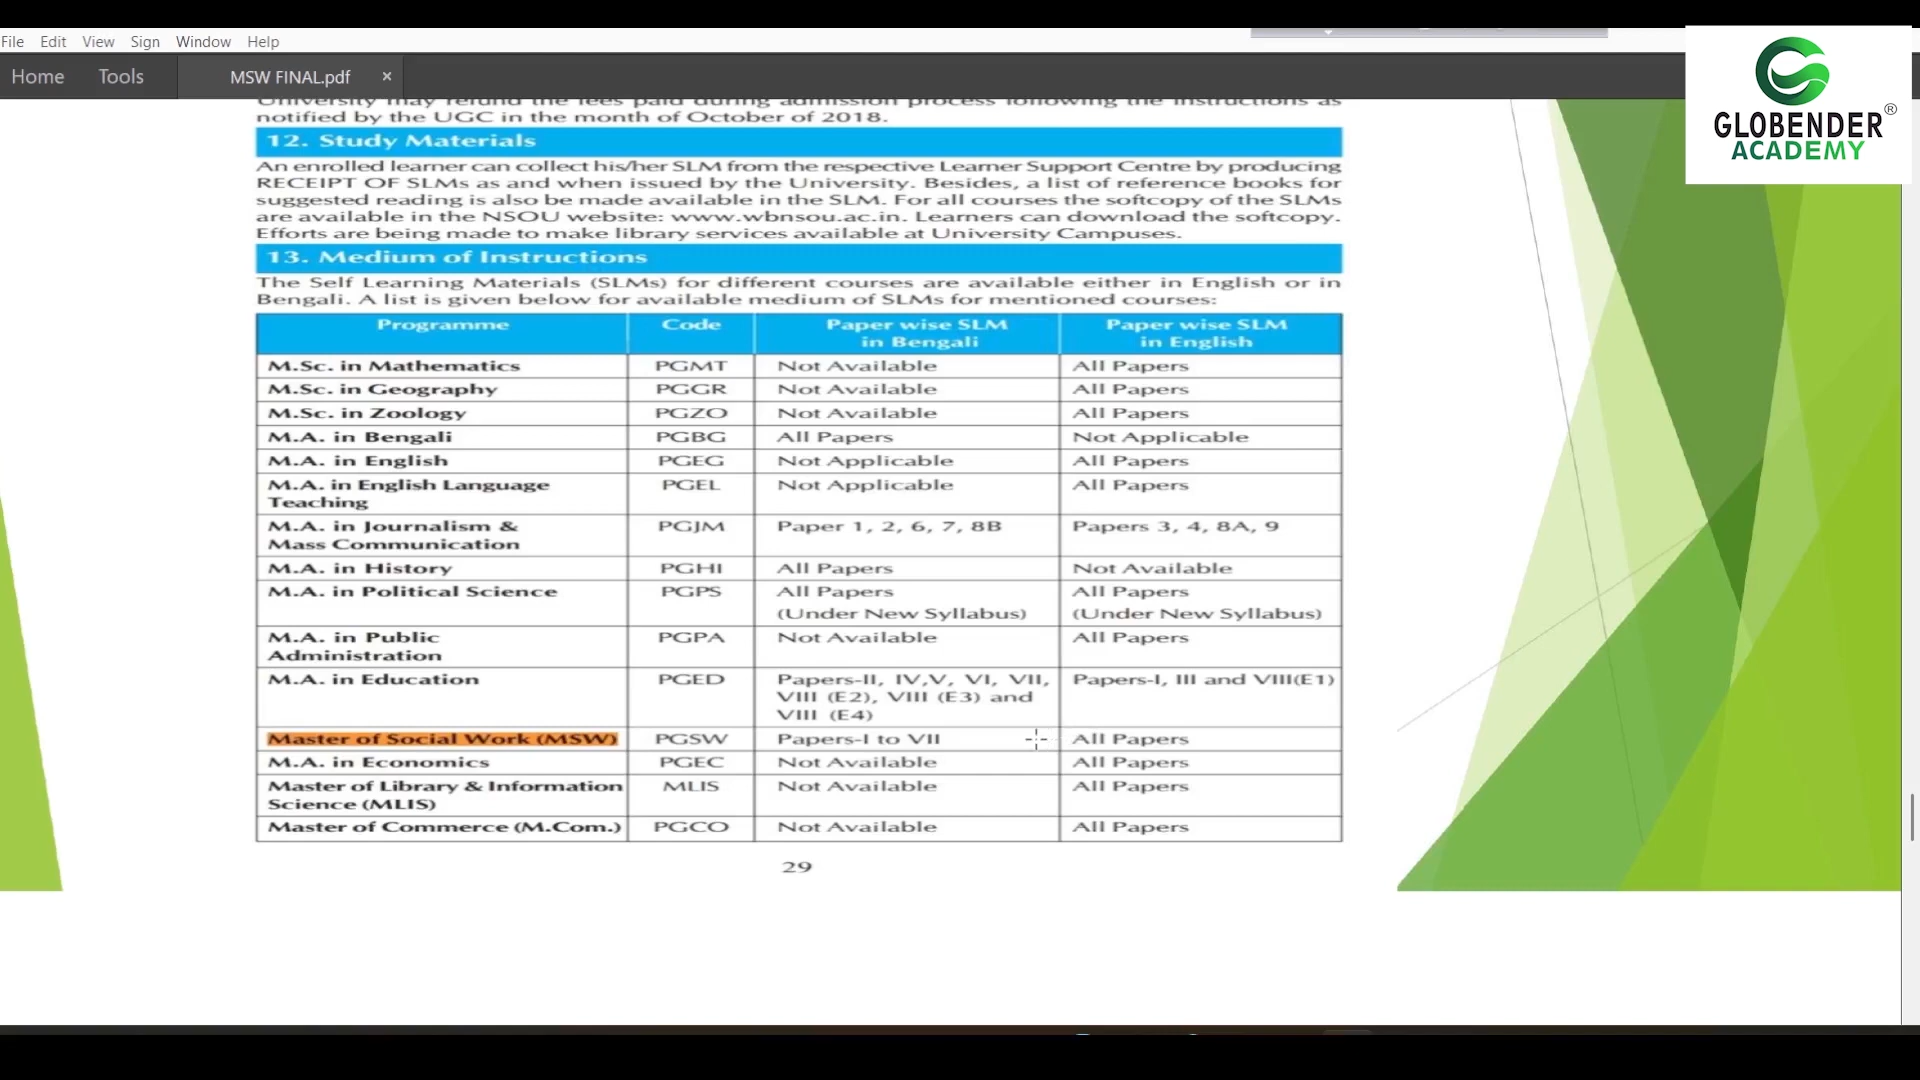 File Edit View Sign Window Help
Home Tools MSW FINAL.pdf ×
GLOBENDER®
ACADEMY
University may refund the fees paid during admission process following the instructions as
notified by the UGC in the month of October of 2018.
12. Study Materials
An enrolled learner can collect his/her SLM from the respective Learner Support Centre by producing
RECEIPT OF SLMs as and when issued by the University. Besides, a list of reference books for
suggested reading is also be made available in the SLM. For all courses the softcopy of the SLMs
are available in the NSOU website: www.wbnsou.ac.in. Learners can download the softcopy.
Efforts are being made to make library services available at University Campuses.
13. Medium of Instructions
The Self Learning Materials (SLMs) for different courses are available either in English or in
Bengali. A list is given below for available medium of SLMs for mentioned courses:
Programme Code Paper wise SLM in Bengali Paper wise SLM in English
M.Sc. in Mathematics PGMT Not Available All Papers
M.Sc. in Geography PGGR Not Available All Papers
M.Sc. in Zoology PGZO Not Available All Papers
M.A. in Bengali PGBG All Papers Not Applicable
M.A. in English PGEG Not Applicable All Papers
M.A. in English Language Teaching PGEL Not Applicable All Papers
M.A. in Journalism & Mass Communication PGJM Paper 1, 2, 6, 7, 8B Papers 3, 4, 8A, 9
M.A. in History PGHI All Papers Not Available
M.A. in Political Science PGPS All Papers (Under New Syllabus) All Papers (Under New Syllabus)
M.A. in Public Administration PGPA Not Available All Papers
M.A. in Education PGED Papers-II, IV,V, VI, VII, VIII (E2), VIII (E3) and VIII (E4) Papers-I, III and VIII(E1)
Master of Social Work (MSW) PGSW Papers-I to VII All Papers
M.A. in Economics PGEC Not Available All Papers
Master of Library & Information Science (MLIS) MLIS Not Available All Papers
Master of Commerce (M.Com.) PGCO Not Available All Papers
29